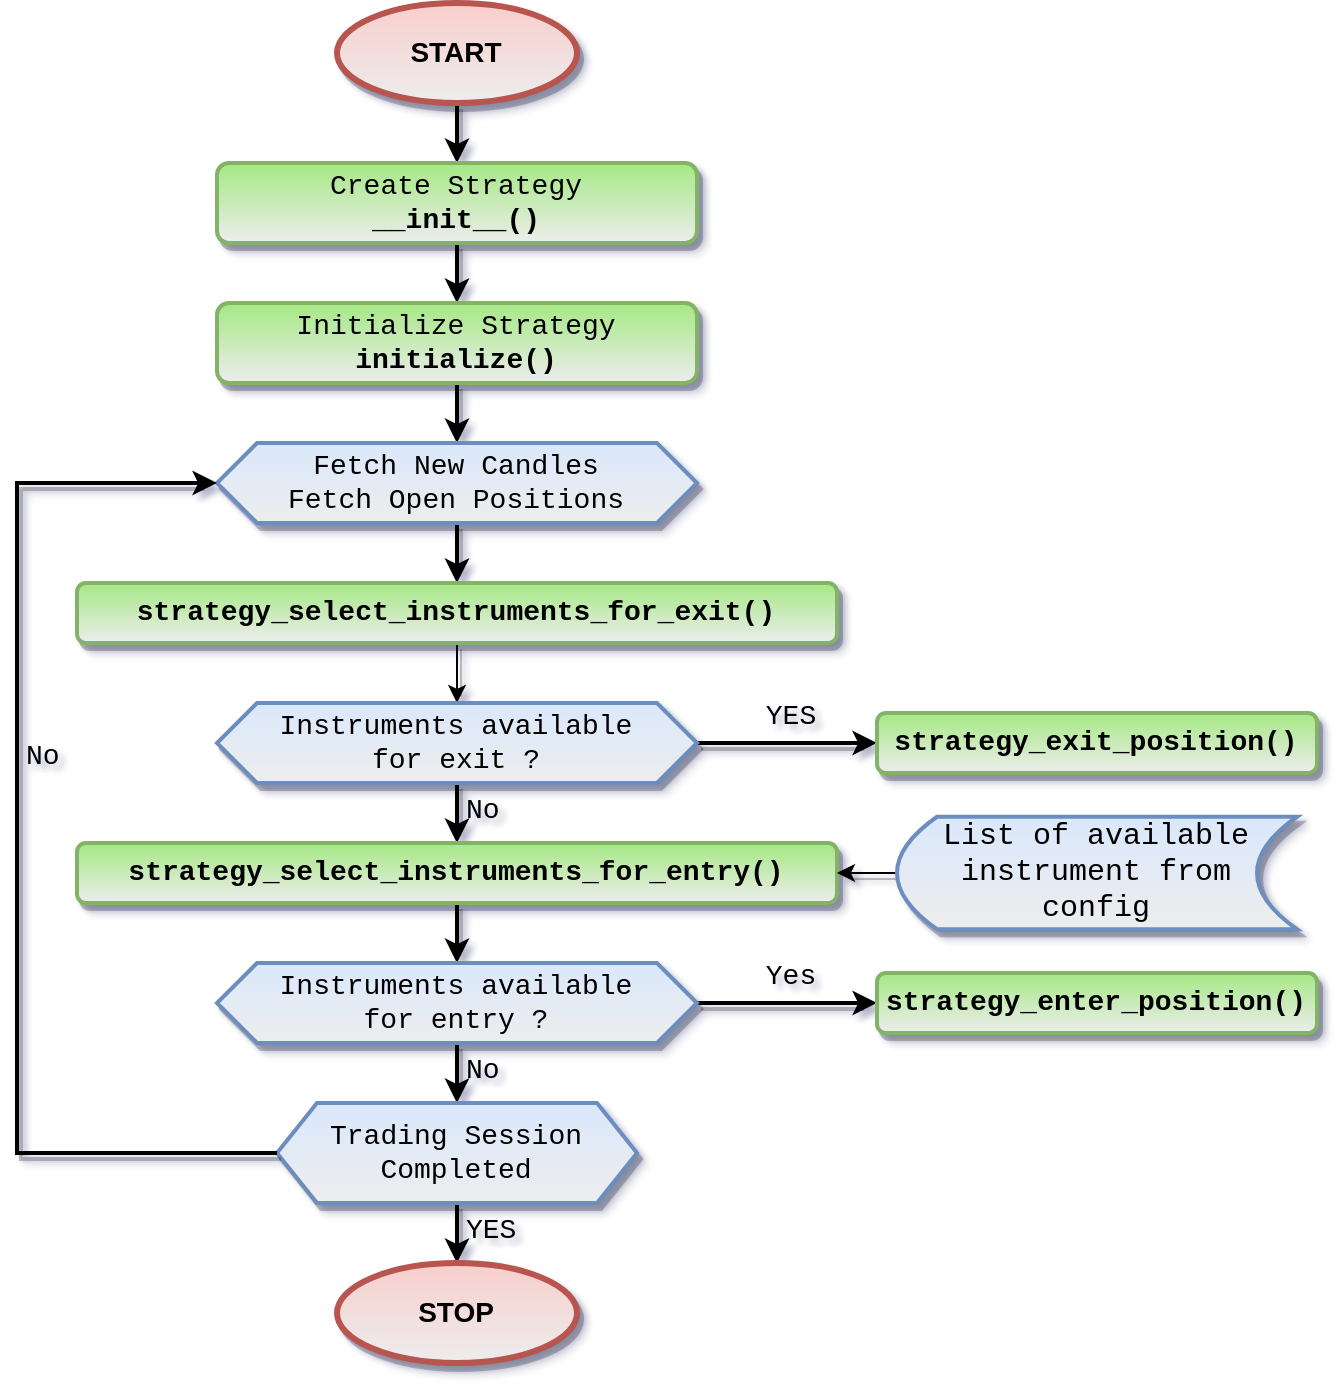 START
Create Strategy
__init__()
Initialize Strategy
initialize()
Fetch New Candles
Fetch Open Positions
strategy_select_instruments_for_exit()
Instruments available
for exit ?
YES
strategy_exit_position()
No
No
strategy_select_instruments_for_entry()
List of available
instrument from
config
Instruments available
for entry ?
Yes
strategy_enter_position()
No
Trading Session
Completed
YES
STOP